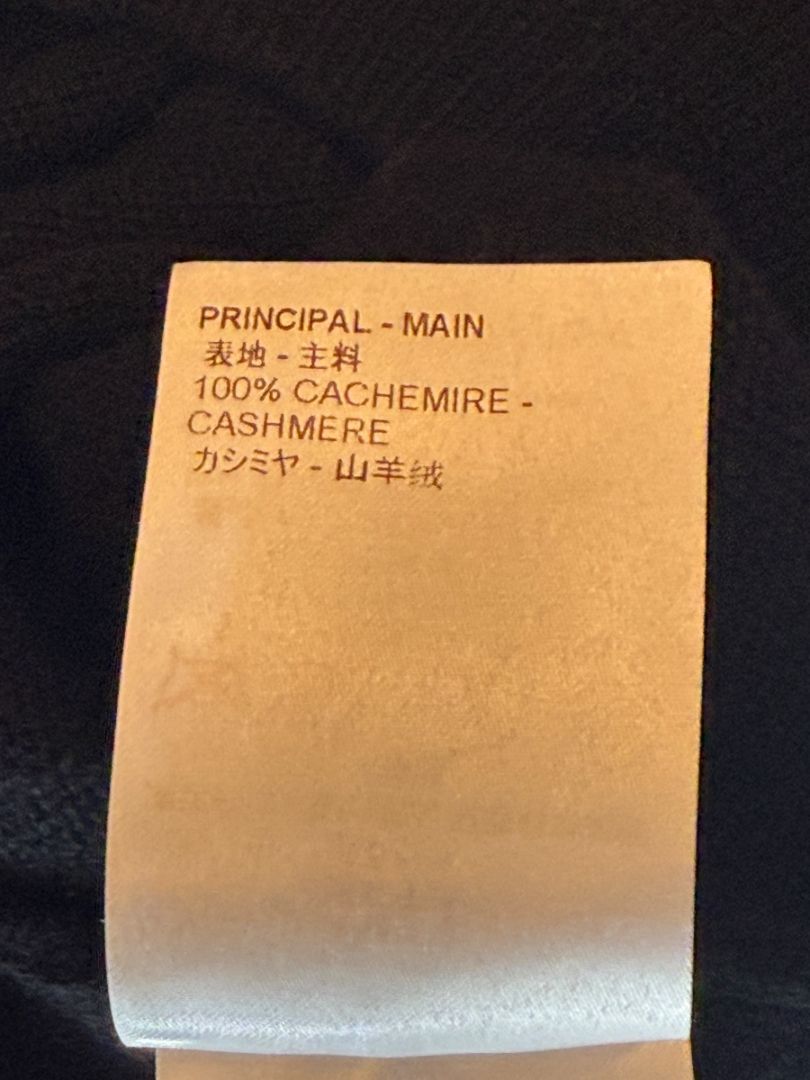 PRINCIPAL - MAIN
表地 - 主料
100% CACHEMIRE -
CASHMERE
カシミヤ - 山羊绒